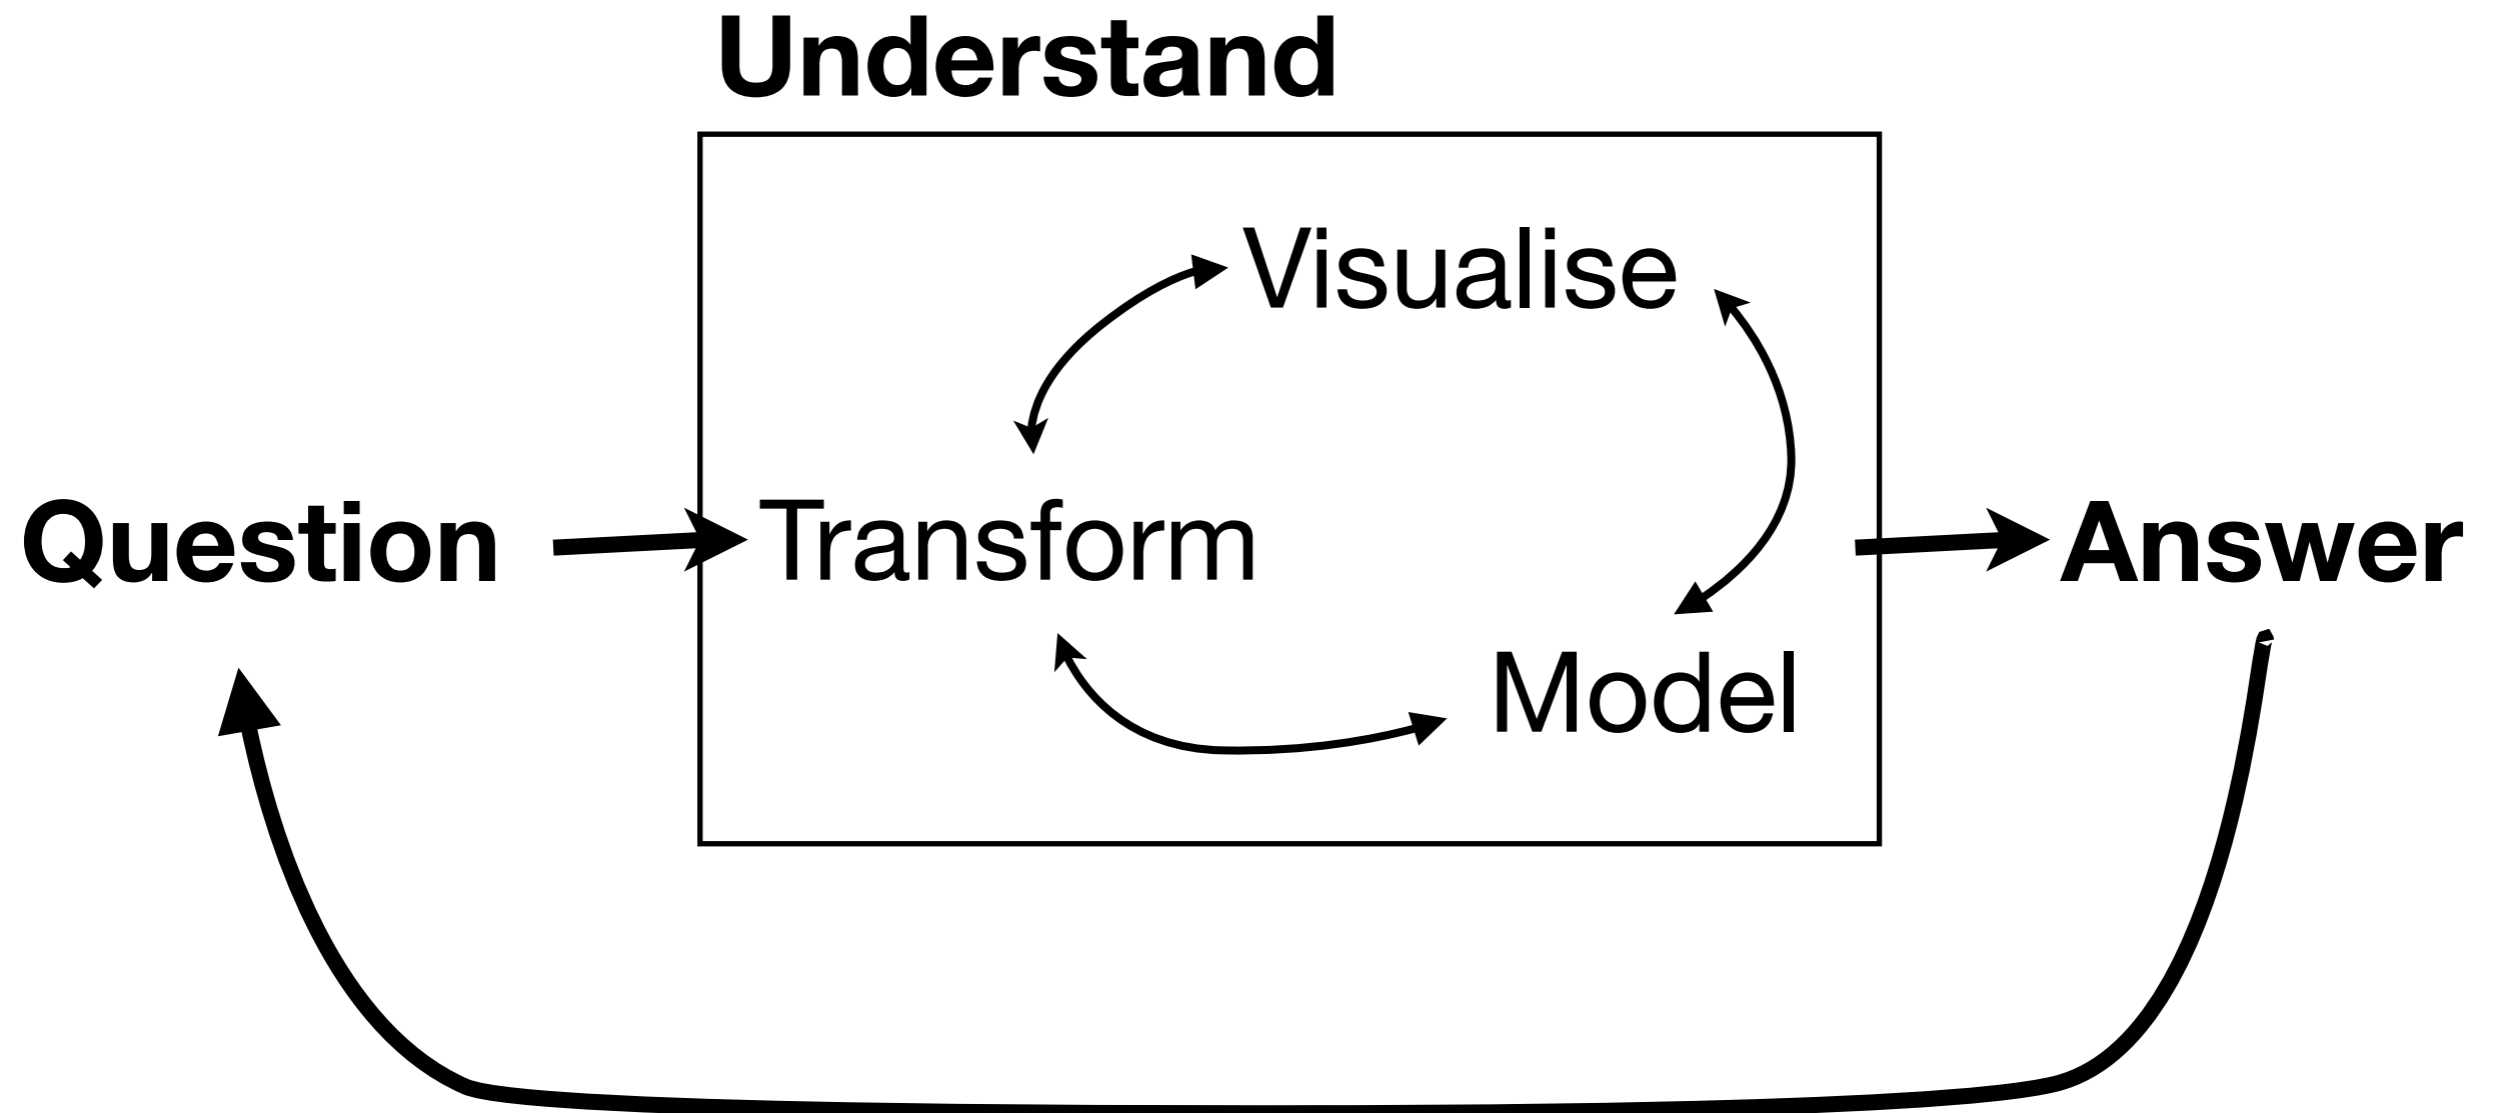 Understand
Visualise
Question
Transform
Answer
Model